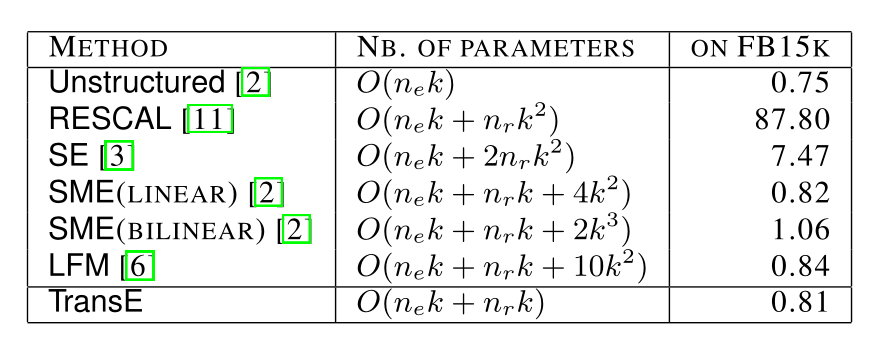 METHOD NB. OF PARAMETERS ON FB15K
Unstructured [2] O(n_e k) 0.75
RESCAL [11] O(n_e k + n_r k^2) 87.80
SE [3] O(n_e k + 2n_r k^2) 7.47
SME(LINEAR) [2] O(n_e k + n_r k + 4k^2) 0.82
SME(BILINEAR) [2] O(n_e k + n_r k + 2k^3) 1.06
LFM [6] O(n_e k + n_r k + 10k^2) 0.84
TransE O(n_e k + n_r k) 0.81